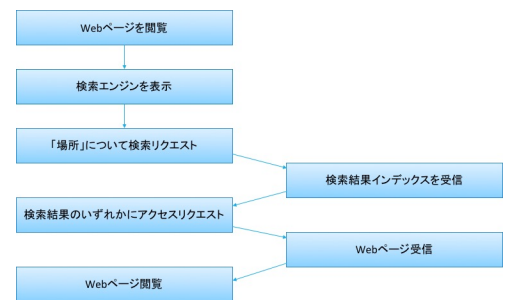 Webページを閲覧
検索エンジンを表示
「場所」について検索リクエスト
検索結果インデックスを受信
検索結果のいずれかにアクセスリクエスト
Webページ受信
Webページ閲覧